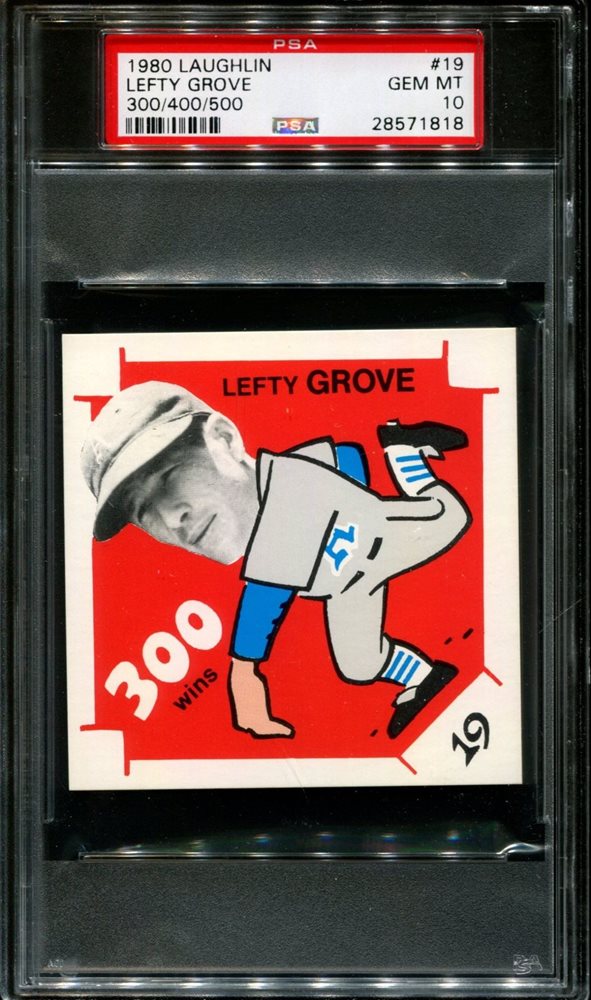 PSA
1980 LAUGHLIN #19
LEFTY GROVE GEM MT
300/400/500 10
PSA 28571818
LEFTY GROVE
300
wins
19
PSA